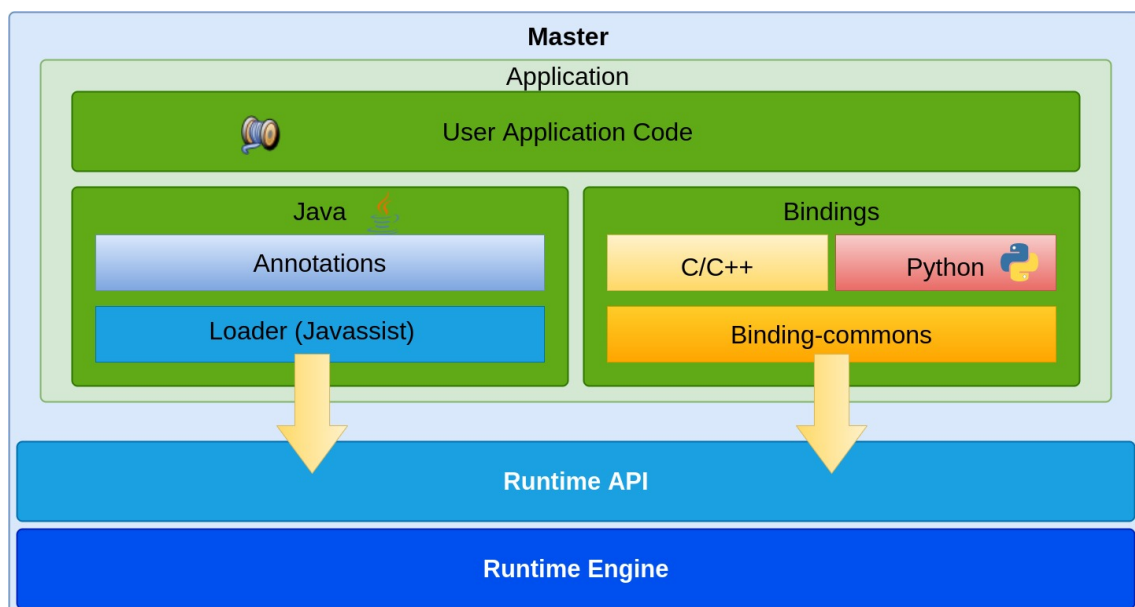 Master
Application
User Application Code
Java
Annotations
Loader (Javassist)
Bindings
C/C++
Python
Binding-commons
Runtime API
Runtime Engine